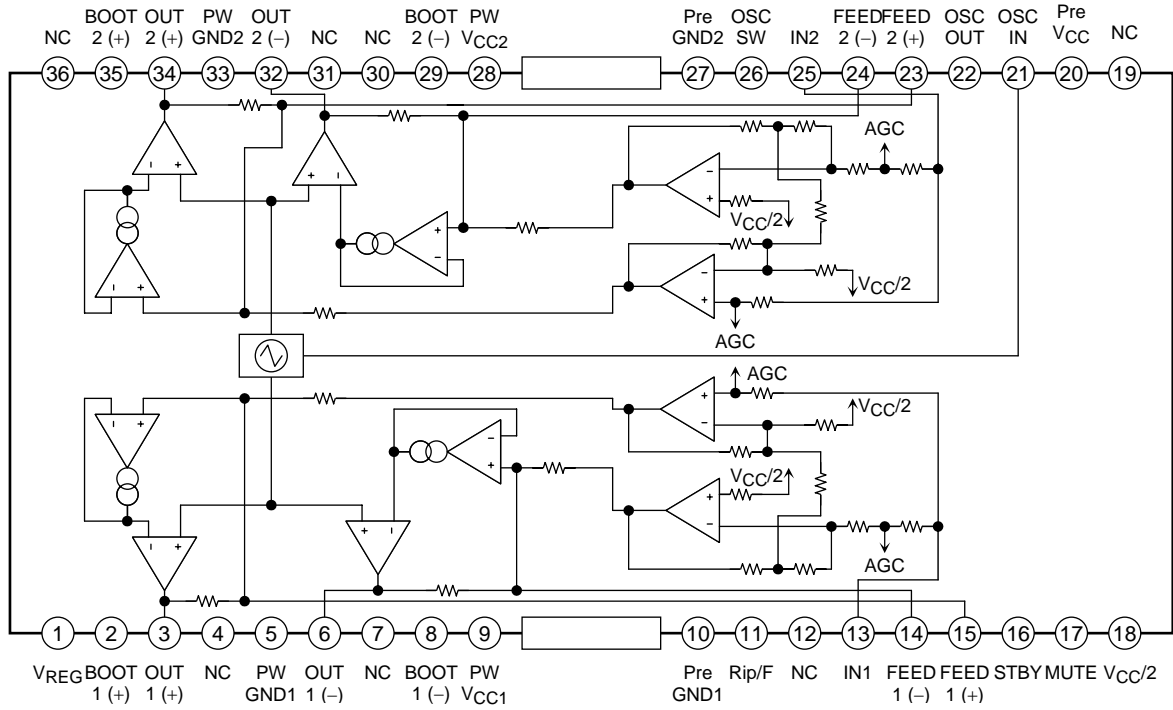 NC BOOT 2 (+) OUT 2 (+) PW GND2 OUT 2 (−) NC NC BOOT 2 (−) PW VCC2 Pre GND2 OSC SW IN2 FEED 2 (−) FEED 2 (+) OSC OUT OSC IN Pre VCC NC
36 35 34 33 32 31 30 29 28 27 26 25 24 23 22 21 20 19
AGC
− +
− +
+ −
VCC/2
− +
+ −
+ −
− +
VCC/2
AGC
AGC
− +
+ −
VCC/2
− +
VCC/2
+ −
− +
+ −
AGC
1 2 3 4 5 6 7 8 9 10 11 12 13 14 15 16 17 18
VREG BOOT 1 (+) OUT 1 (+) NC PW GND1 OUT 1 (−) NC BOOT 1 (−) PW VCC1 Pre GND1 Rip/F NC IN1 FEED 1 (−) FEED 1 (+) STBY MUTE VCC/2